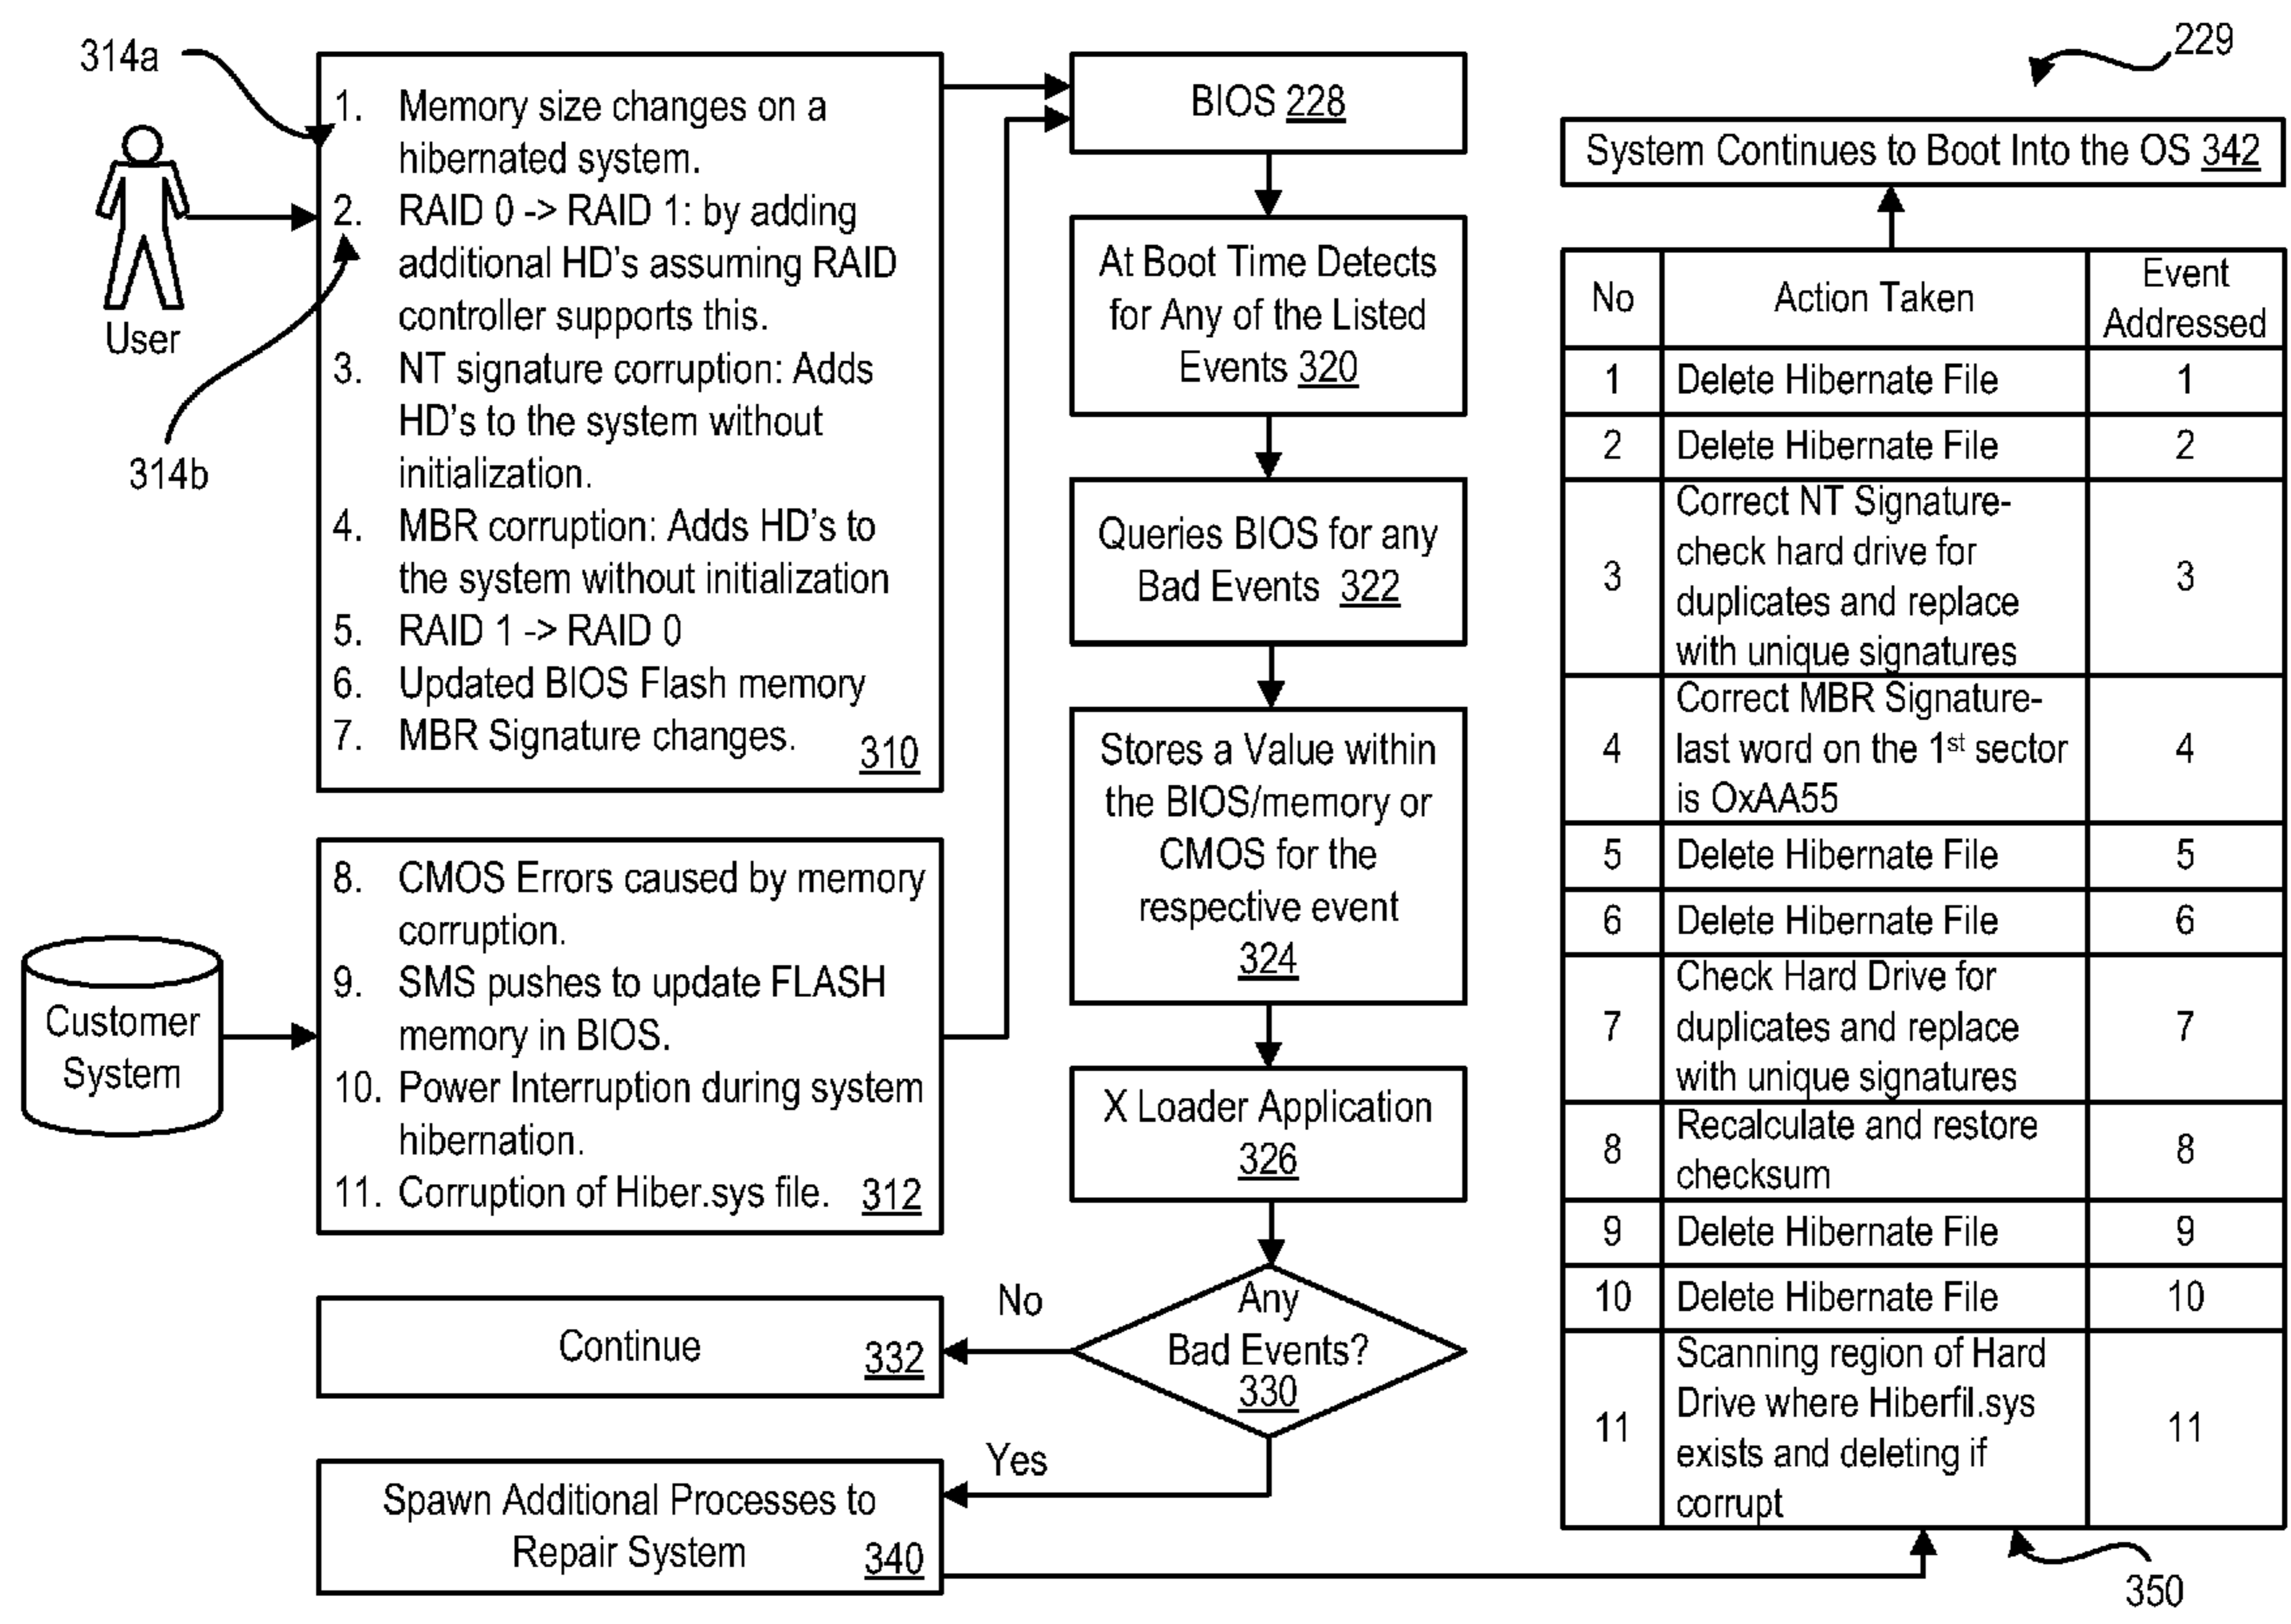 314a
User
314b
1. Memory size changes on a
hibernated system.
2. RAID 0 -> RAID 1: by adding
additional HD's assuming RAID
controller supports this.
3. NT signature corruption: Adds
HD's to the system without
initialization.
4. MBR corruption: Adds HD's to
the system without initialization
5. RAID 1 -> RAID 0
6. Updated BIOS Flash memory
7. MBR Signature changes. 310
Customer
System
8. CMOS Errors caused by memory
corruption.
9. SMS pushes to update FLASH
memory in BIOS.
10. Power Interruption during system
hibernation.
11. Corruption of Hiber.sys file. 312
BIOS 228
At Boot Time Detects
for Any of the Listed
Events 320
Queries BIOS for any
Bad Events 322
Stores a Value within
the BIOS/memory or
CMOS for the
respective event
324
X Loader Application
326
Any
Bad Events?
330
No
Continue 332
Yes
Spawn Additional Processes to
Repair System 340
229
System Continues to Boot Into the OS 342
No Action Taken Event
Addressed
1 Delete Hibernate File 1
2 Delete Hibernate File 2
Correct NT Signature-
check hard drive for
3 duplicates and replace 3
with unique signatures
Correct MBR Signature-
4 last word on the 1st sector 4
is OxAA55
5 Delete Hibernate File 5
6 Delete Hibernate File 6
Check Hard Drive for
7 duplicates and replace 7
with unique signatures
8 Recalculate and restore 8
checksum
9 Delete Hibernate File 9
10 Delete Hibernate File 10
Scanning region of Hard
Drive where Hiberfil.sys
11 exists and deleting if 11
corrupt
350